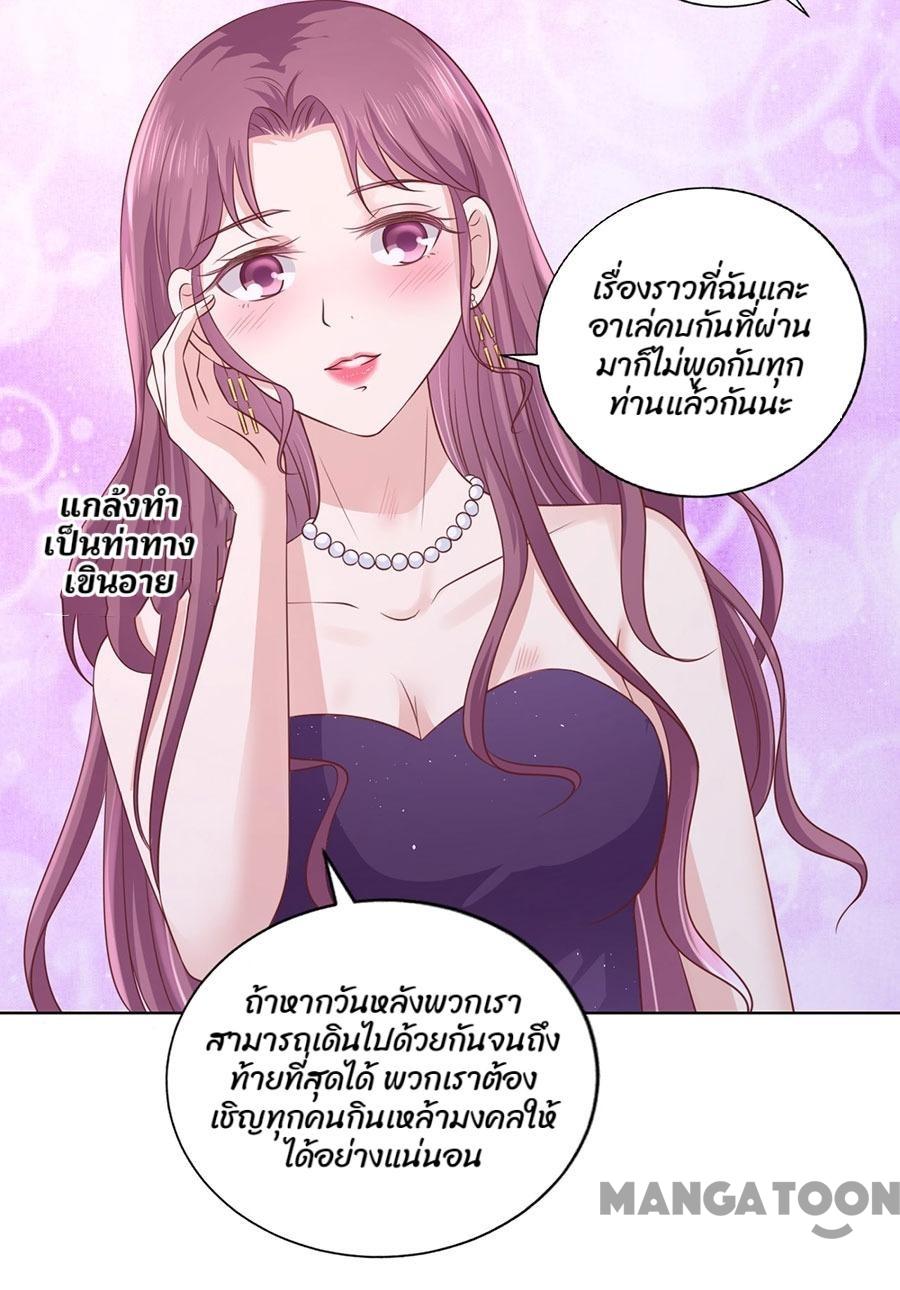 เรื่องราวที่ฉันและ
อาเล่คบกันที่ผ่าน
มาก็ไม่พูดกับทุก
ท่านแล้วกันนะ
แกล้งทำ
เป็นท่าทาง
เขินอาย
ถ้าหากวันหลังพวกเรา
สามารถเดินไปด้วยกันจนถึง
ท้ายที่สุดได้ พวกเราต้อง
เชิญทุกคนกินเหล้ามงคลให้
ได้อย่างแน่นอน
MANGATOON